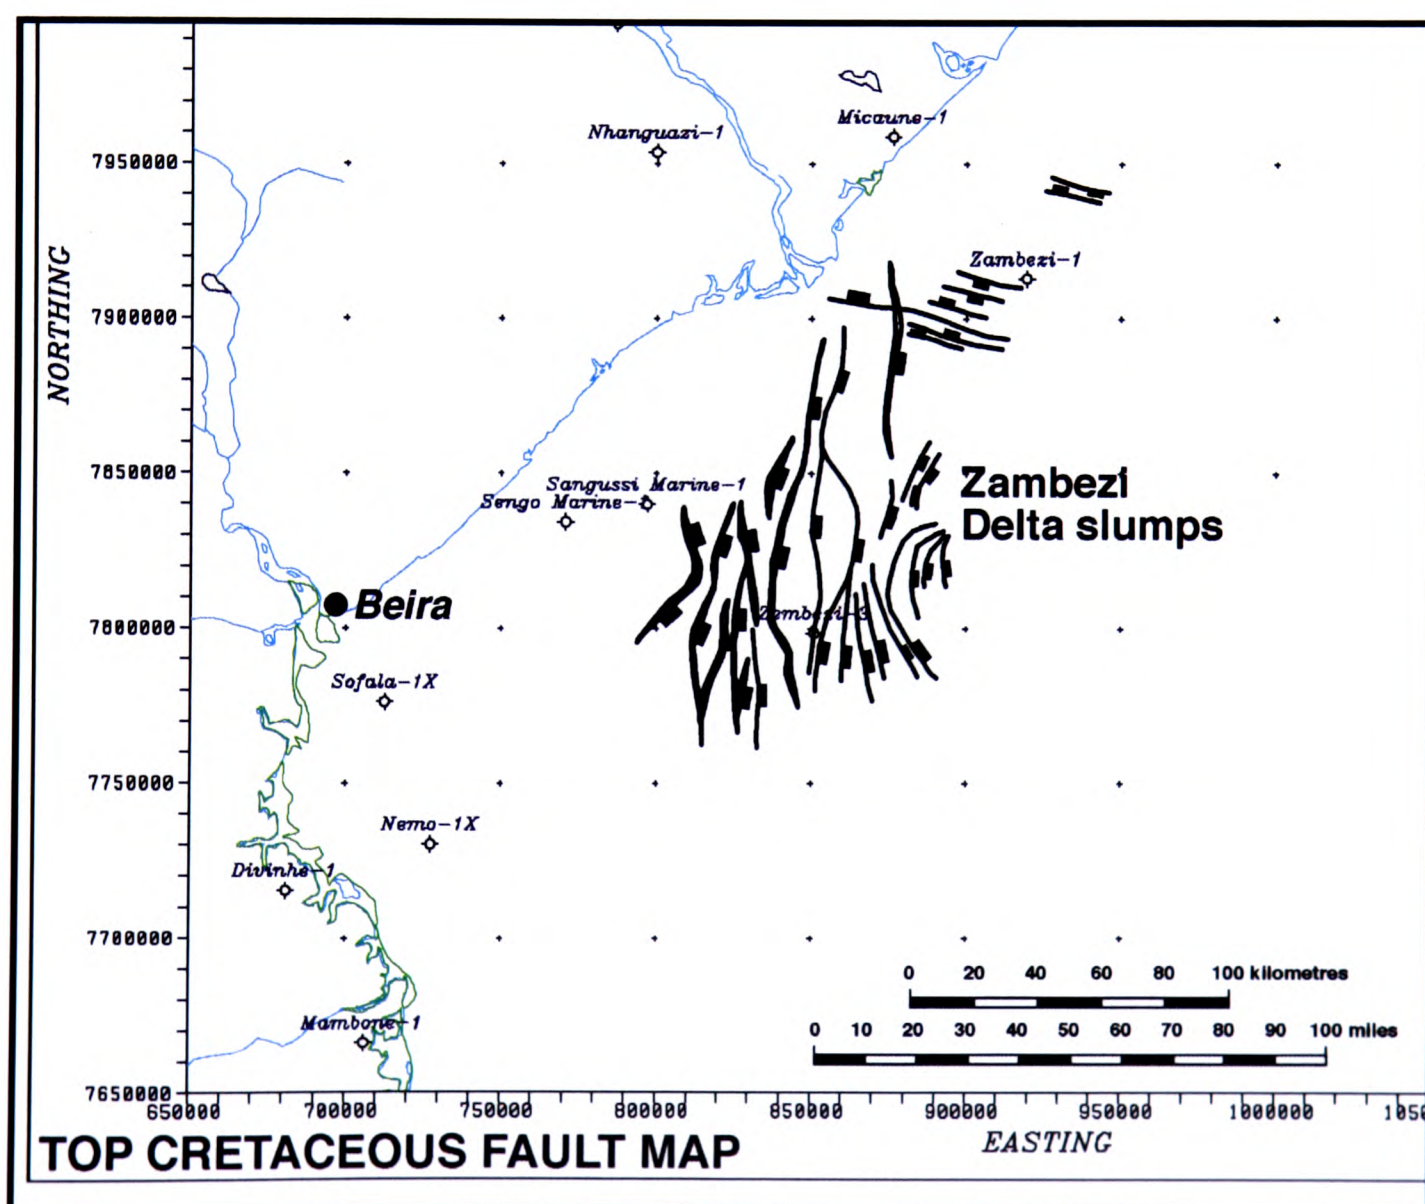 Micaune-1
Nhanguazi-1
7950000
Zambezi-1
NORTHING
7900000
7850000
Sangussi Marine-1
Sengo Marine-
Zambezi
Delta slumps
Beira
7800000
Zambezi-3
Sofala-1X
7750000
Nemo-1X
Divinhe-1
7700000
0 20 40 60 80 100 kilometres
Mambone-1
0 10 20 30 40 50 60 70 80 90 100 miles
7650000
650000 700000 750000 800000 850000 900000 950000 1000000 1050
EASTING
TOP CRETACEOUS FAULT MAP